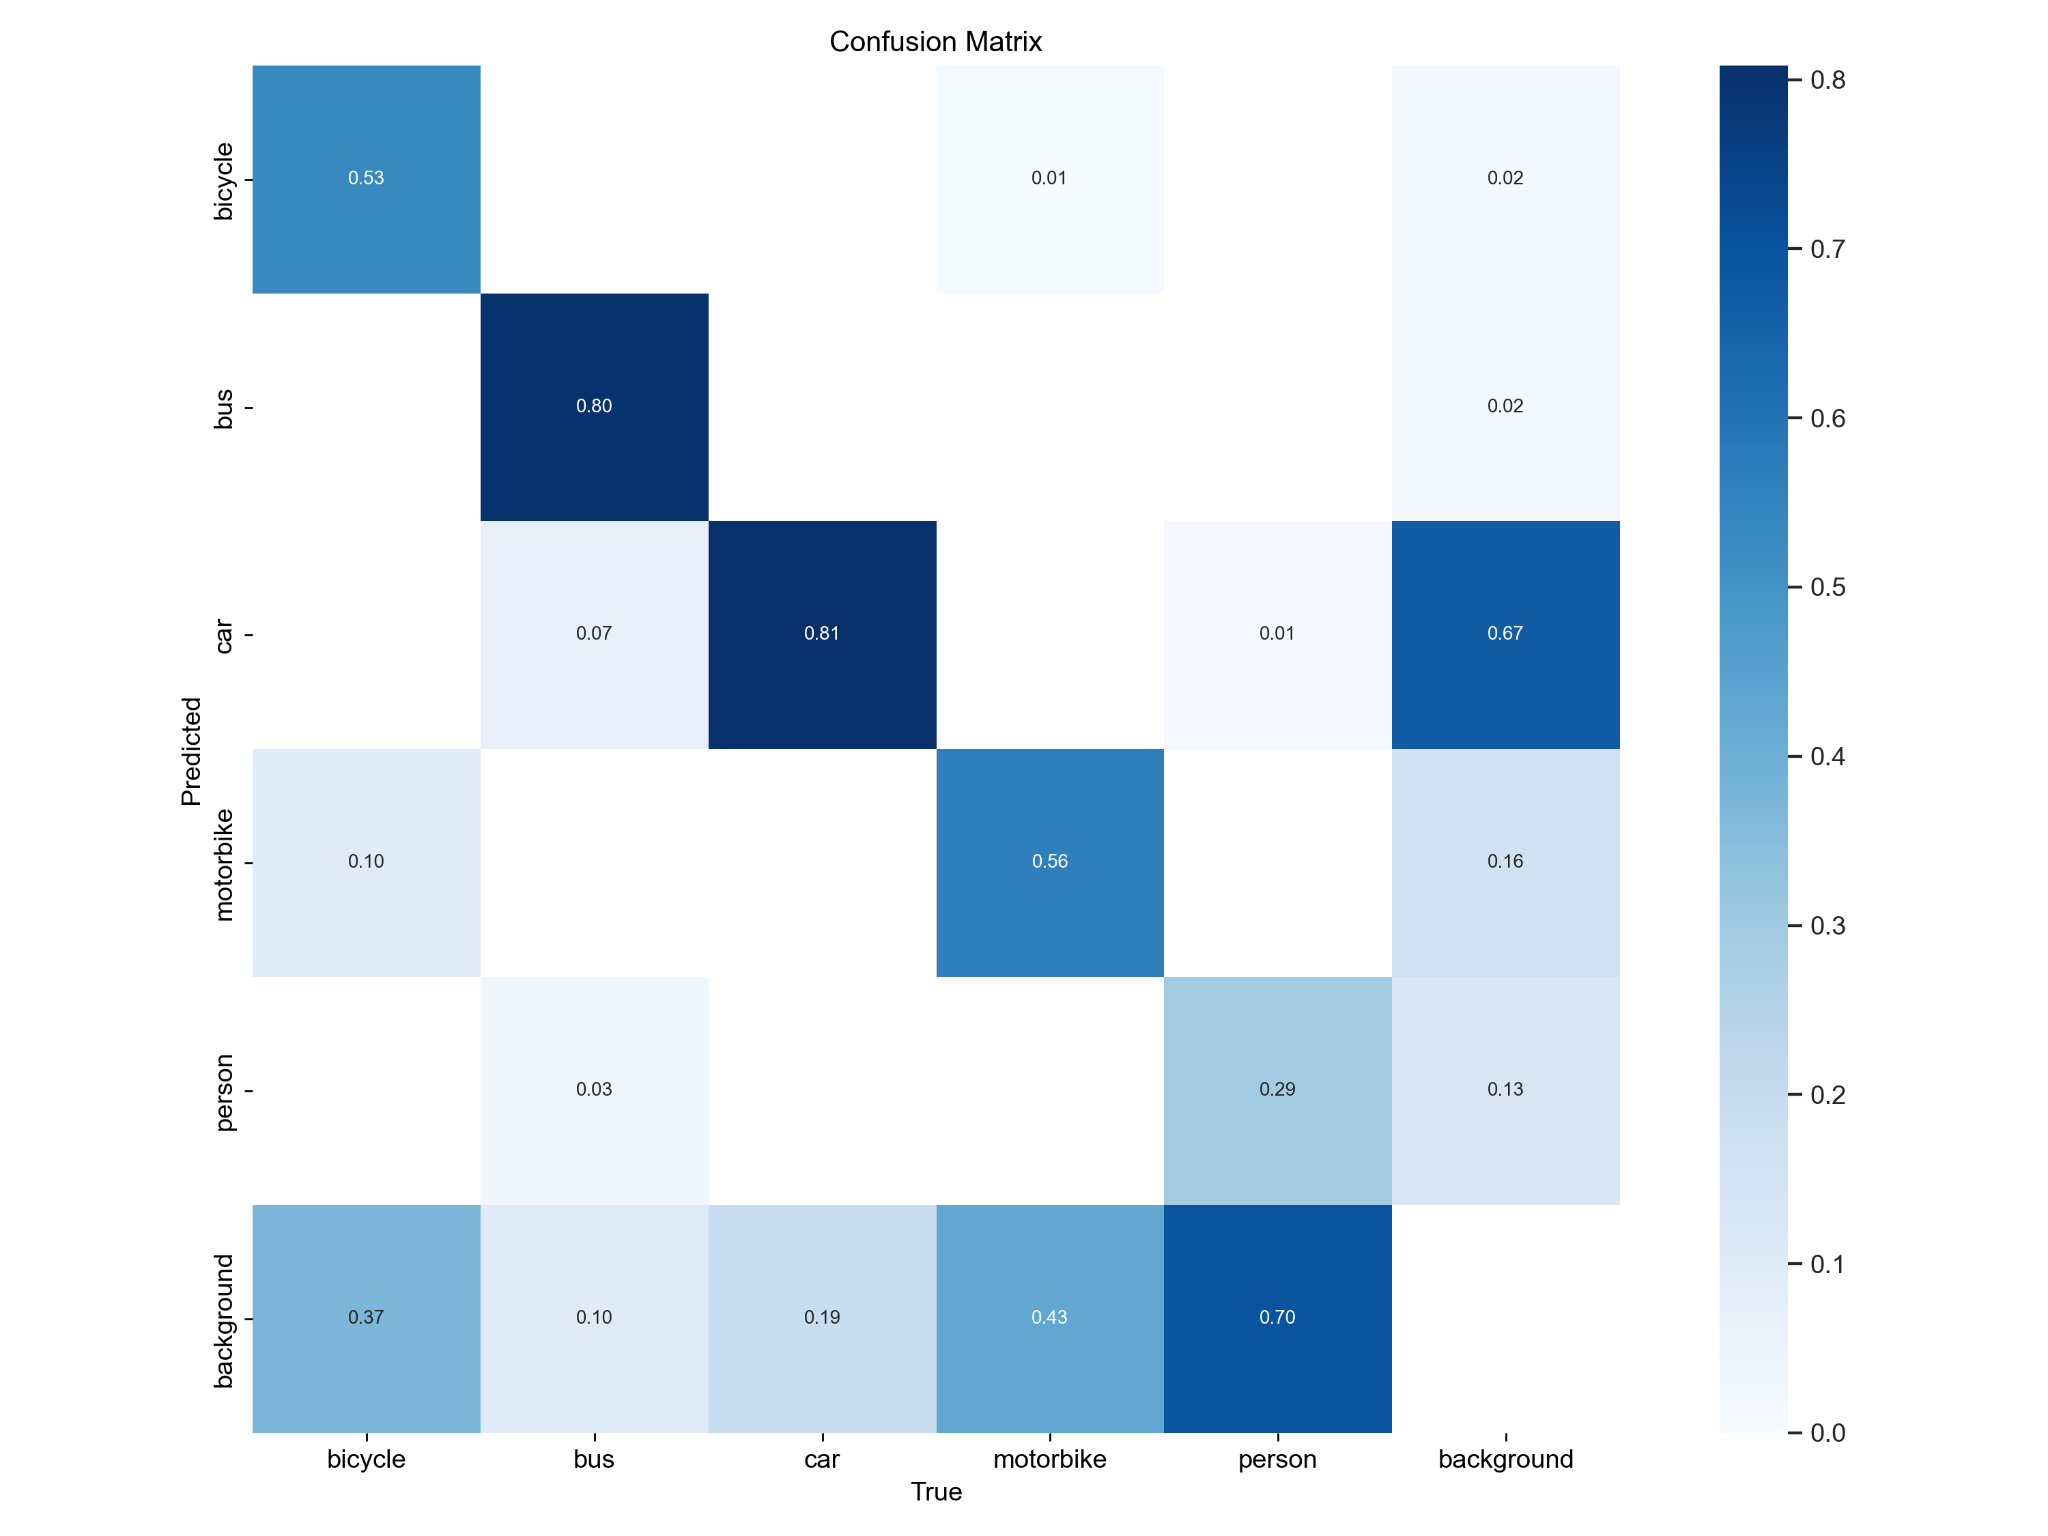 Confusion Matrix
bicycle
0.53
0.01
0.02
bus
0.80
0.02
car
0.07
0.81
0.01
0.67
motorbike
0.10
0.56
0.16
person
0.03
0.29
0.13
background
0.37
0.10
0.19
0.43
0.70
Predicted
bicycle
bus
car
motorbike
person
background
True
0.8
0.7
0.6
0.5
0.4
0.3
0.2
0.1
0.0